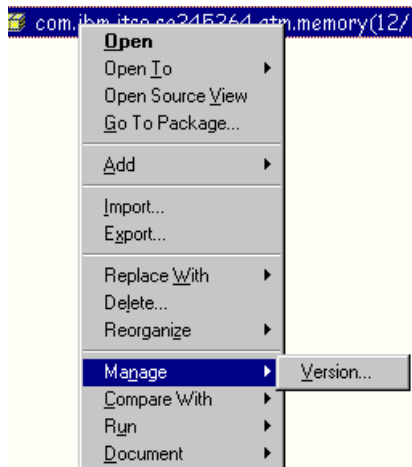 com.ibm.itso.sg245264.atm.memory(12/
Open
Open To
Open Source View
Go To Package...
Add
Import...
Export...
Replace With
Delete...
Reorganize
Manage
Version...
Compare With
Run
Document